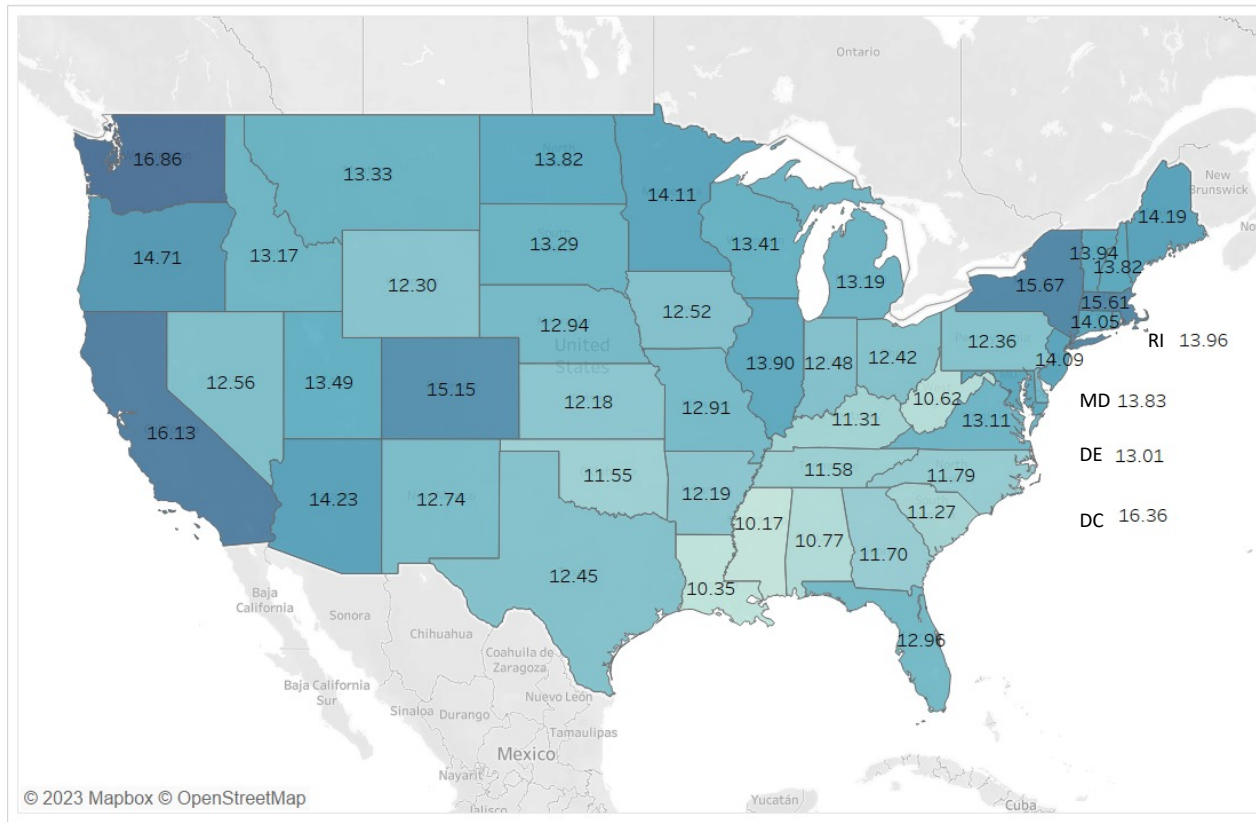 Ontario
New
Brunswick
No
16.86
13.33
13.82
14.11
14.19
14.71
13.17
13.29
13.41
13.19
13.94
13.82
15.67
15.61
14.05
12.30
12.52
12.94
United
States
12.36
RI 13.96
14.09
12.56
13.49
15.15
13.90
12.48
12.42
12.18
12.91
10.62
MD 13.83
16.13
11.31
13.11
DE 13.01
11.55
11.58
11.79
14.23
12.74
12.19
11.27
DC 16.36
10.17
10.77
11.70
12.45
10.35
Baja
California
Sonora
12.96
Chihuahua
Coahuila de
Zaragoza
Baja California
Sur
Nuevo León
Sinaloa
Durango
Tamaulipas
Mexico
Nayarit
Jalisco
Yucatán
Cuba
© 2023 Mapbox © OpenStreetMap